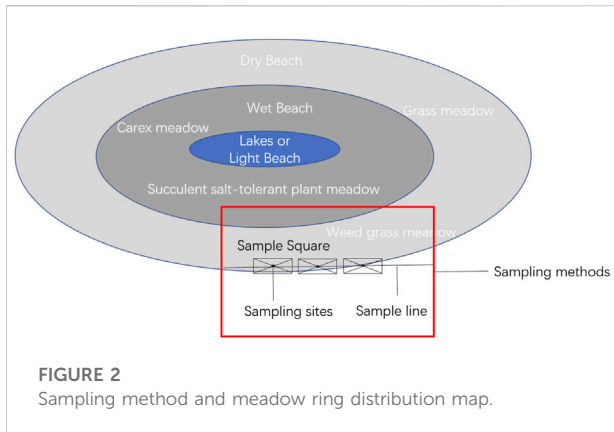 Dry Beach
Wet Beach
Grass meadow
Carex meadow
Lakes or
Light Beach
Succulent salt-tolerant plant meadow
Weed grass meadow
Sample Square
Sampling methods
Sampling sites
Sample line
FIGURE 2
Sampling method and meadow ring distribution map.